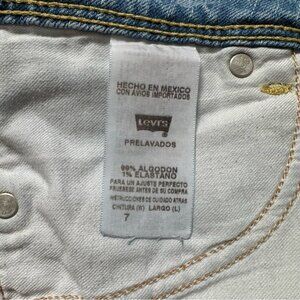 HECHO EN MEXICO
CON AVIOS IMPORTADOS
Levi's
PRELAVADOS
99% ALGODON
1% ELASTANO
PARA UN AJUSTE PERFECTO
PRUEBESE ANTES DE SU COMPRA
INSTRUCCIONES DE CUIDADO ATRAS
CINTURA (W) LARGO (L)
7